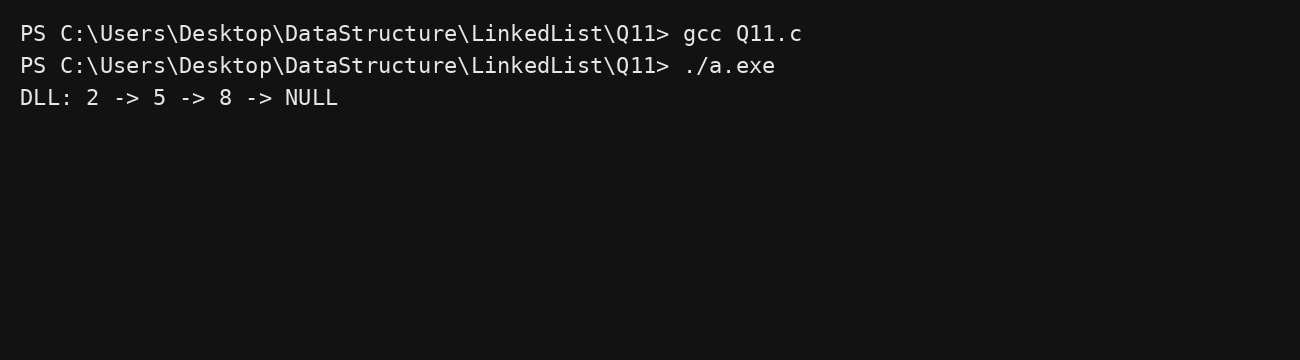 PS C:\Users\Desktop\DataStructure\LinkedList\Q11> gcc Q11.c
PS C:\Users\Desktop\DataStructure\LinkedList\Q11> ./a.exe
DLL: 2 -> 5 -> 8 -> NULL